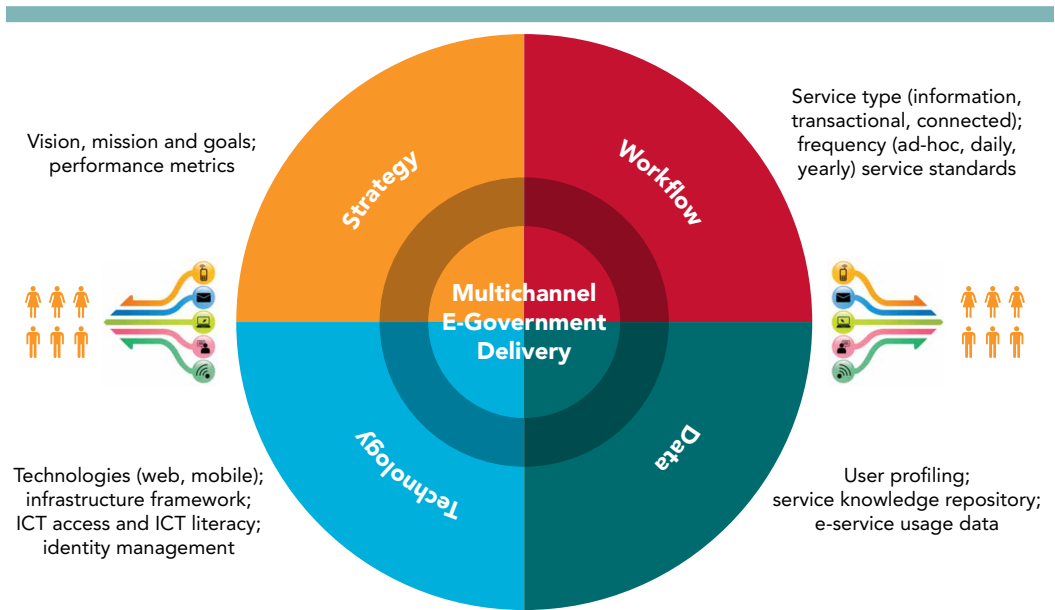 Vision, mission and goals;
performance metrics
Strategy
Workflow
Service type (information,
transactional, connected);
frequency (ad-hoc, daily,
yearly) service standards
Multichannel
E-Government
Delivery
Technologies (web, mobile);
infrastructure framework;
ICT access and ICT literacy;
identity management
Technology
Data
User profiling;
service knowledge repository;
e-service usage data